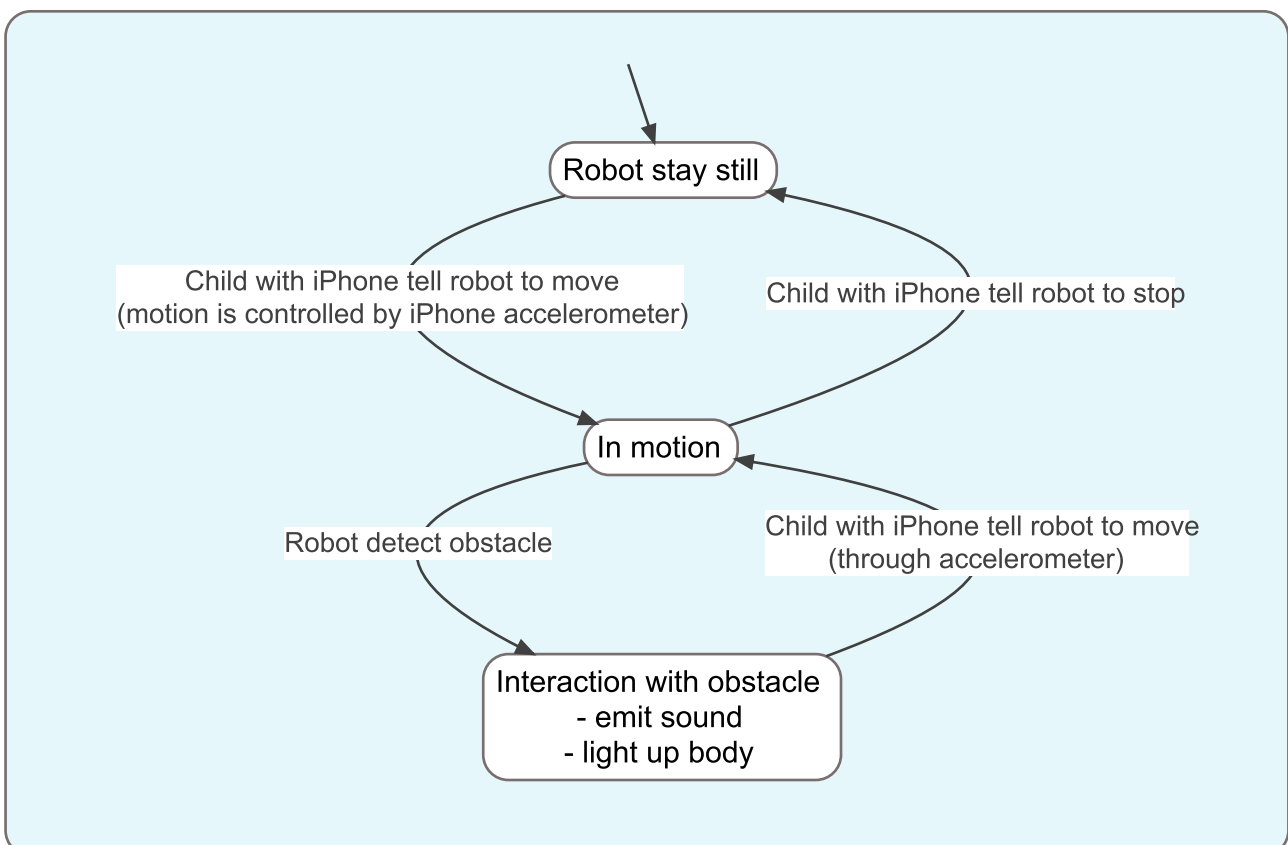 Robot stay still
Child with iPhone tell robot to move
(motion is controlled by iPhone accelerometer)
Child with iPhone tell robot to stop
In motion
Robot detect obstacle
Child with iPhone tell robot to move
(through accelerometer)
Interaction with obstacle
- emit sound
- light up body